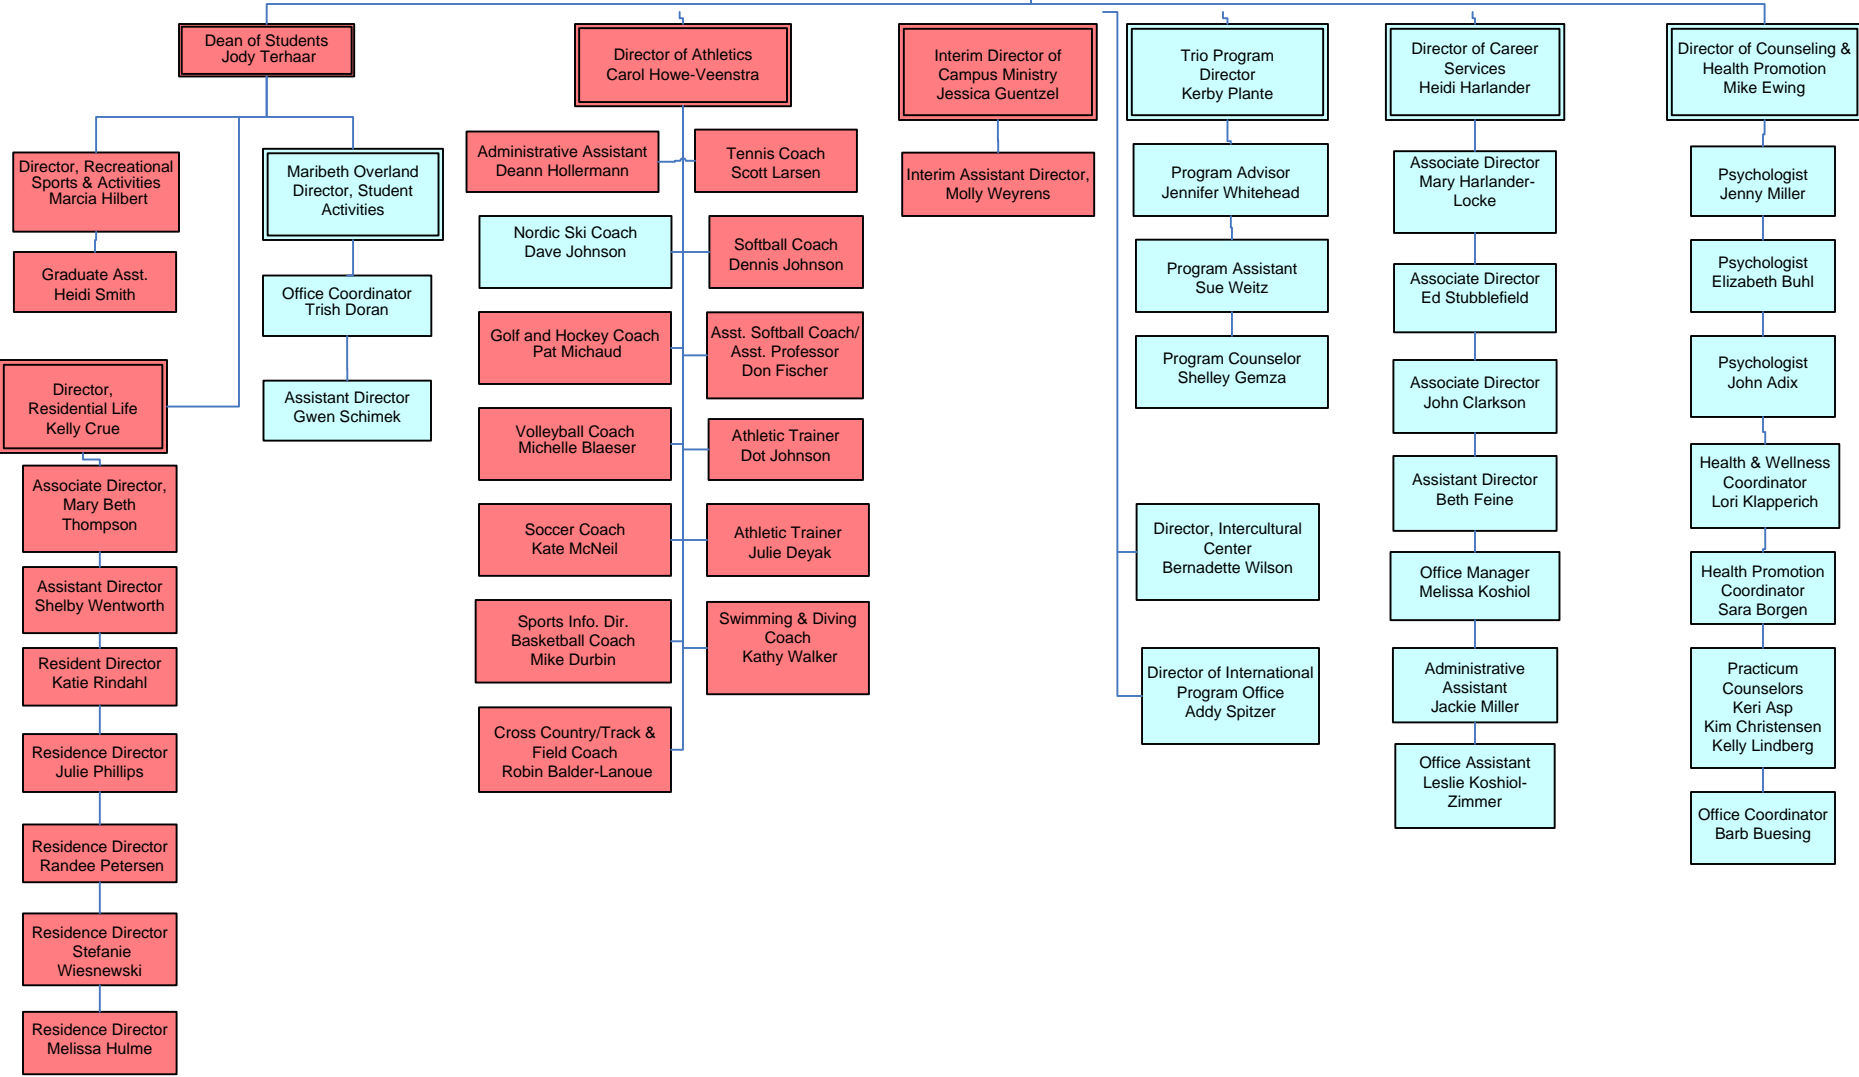 Dean of Students
Jody Terhaar
Director, Recreational
Sports & Activities
Marcia Hilbert
Graduate Asst.
Heidi Smith
Maribeth Overland
Director, Student
Activities
Office Coordinator
Trish Doran
Assistant Director
Gwen Schimek
Director,
Residential Life
Kelly Crue
Associate Director,
Mary Beth
Thompson
Assistant Director
Shelby Wentworth
Resident Director
Katie Rindahl
Residence Director
Julie Phillips
Residence Director
Randee Petersen
Residence Director
Stefanie
Wiesnewski
Residence Director
Melissa Hulme
Director of Athletics
Carol Howe-Veenstra
Administrative Assistant
Deann Hollermann
Tennis Coach
Scott Larsen
Nordic Ski Coach
Dave Johnson
Softball Coach
Dennis Johnson
Golf and Hockey Coach
Pat Michaud
Asst. Softball Coach/
Asst. Professor
Don Fischer
Volleyball Coach
Michelle Blaeser
Athletic Trainer
Dot Johnson
Soccer Coach
Kate McNeil
Athletic Trainer
Julie Deyak
Sports Info. Dir.
Basketball Coach
Mike Durbin
Swimming & Diving
Coach
Kathy Walker
Cross Country/Track &
Field Coach
Robin Balder-Lanoue
Interim Director of
Campus Ministry
Jessica Guentzel
Interim Assistant Director,
Molly Weyrens
Trio Program
Director
Kerby Plante
Program Advisor
Jennifer Whitehead
Program Assistant
Sue Weitz
Program Counselor
Shelley Gemza
Director, Intercultural
Center
Bernadette Wilson
Director of International
Program Office
Addy Spitzer
Director of Career
Services
Heidi Harlander
Associate Director
Mary Harlander-
Locke
Associate Director
Ed Stubblefield
Associate Director
John Clarkson
Assistant Director
Beth Feine
Office Manager
Melissa Koshiol
Administrative
Assistant
Jackie Miller
Office Assistant
Leslie Koshiol-
Zimmer
Director of Counseling &
Health Promotion
Mike Ewing
Psychologist
Jenny Miller
Psychologist
Elizabeth Buhl
Psychologist
John Adix
Health & Wellness
Coordinator
Lori Klapperich
Health Promotion
Coordinator
Sara Borgen
Practicum
Counselors
Keri Asp
Kim Christensen
Kelly Lindberg
Office Coordinator
Barb Buesing